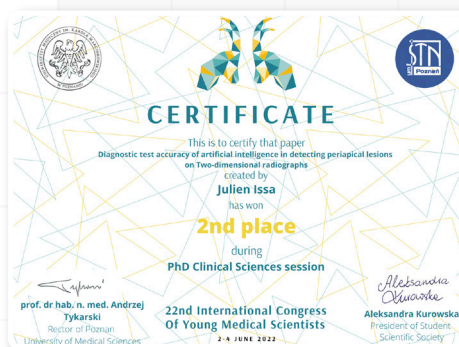 STN
Poznań
CERTIFICATE
This is to certify that paper
Diagnostic test accuracy of artificial intelligence in detecting periapical lesions
on Two-dimensional radiographs
created by
Julien Issa
has won
2nd place
during
PhD Clinical Sciences session
prof. dr hab. n. med. Andrzej
Tykarski
Rector of Poznan
University of Medical Sciences
22nd International Congress
Of Young Medical Scientists
2-4 JUNE 2022
Aleksandra Kurowska
Aleksandra Kurowska
President of Student
Scientific Society